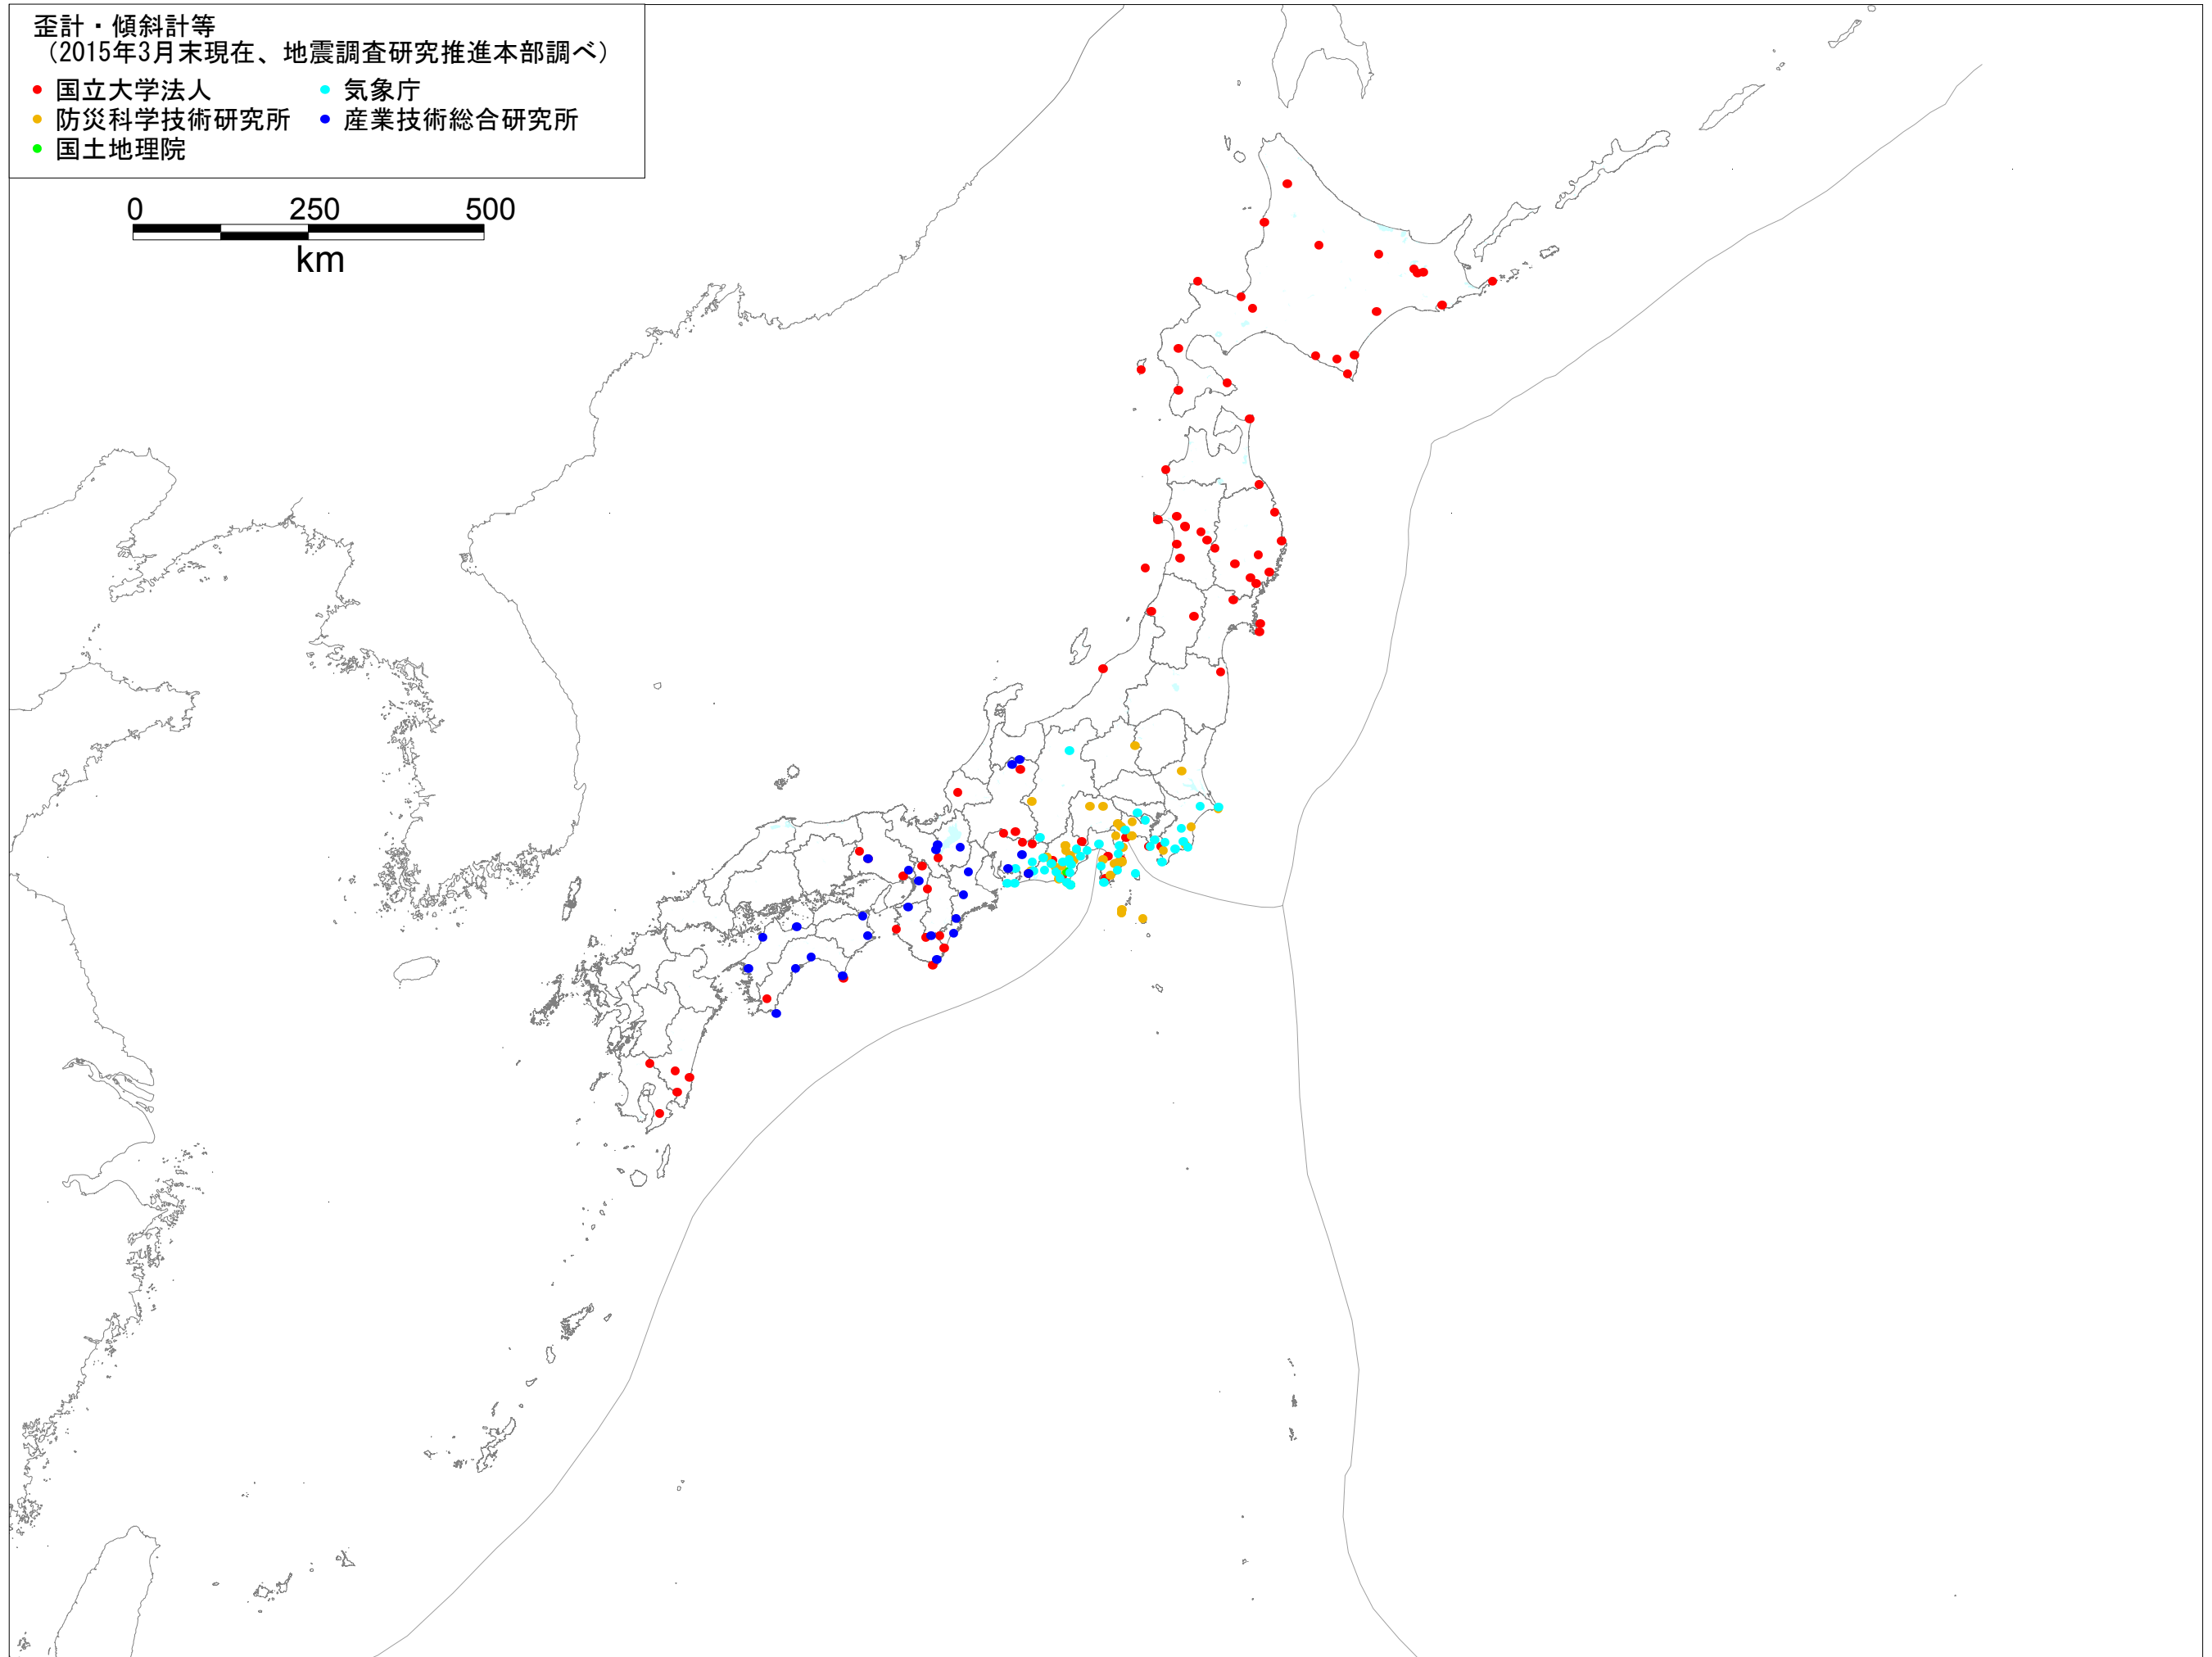 歪計・傾斜計等
（2015年3月末現在、地震調査研究推進本部調べ）
国立大学法人 気象庁
防災科学技術研究所 産業技術総合研究所
国土地理院
0 250 500
km